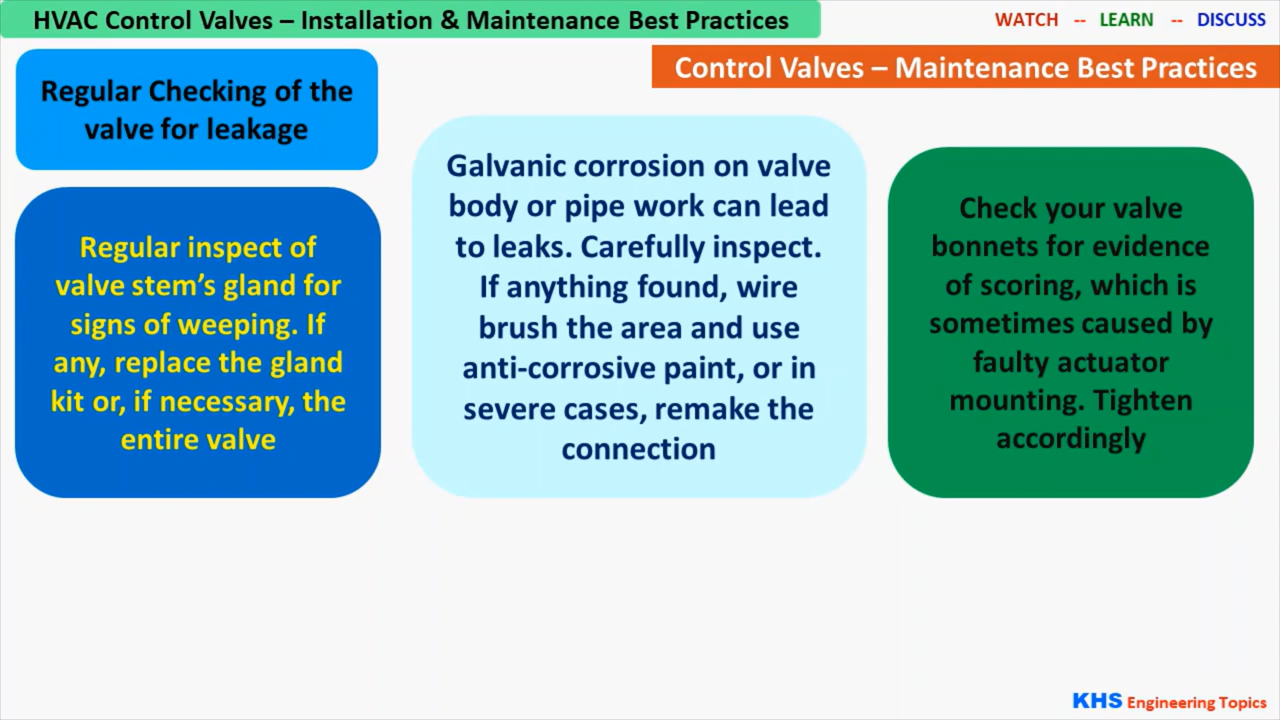 HVAC Control Valves – Installation & Maintenance Best Practices
WATCH -- LEARN -- DISCUSS
Control Valves – Maintenance Best Practices
Regular Checking of the
valve for leakage
Regular inspect of
valve stem’s gland for
signs of weeping. If
any, replace the gland
kit or, if necessary, the
entire valve
Galvanic corrosion on valve
body or pipe work can lead
to leaks. Carefully inspect.
If anything found, wire
brush the area and use
anti-corrosive paint, or in
severe cases, remake the
connection
Check your valve
bonnets for evidence
of scoring, which is
sometimes caused by
faulty actuator
mounting. Tighten
accordingly
KHS Engineering Topics